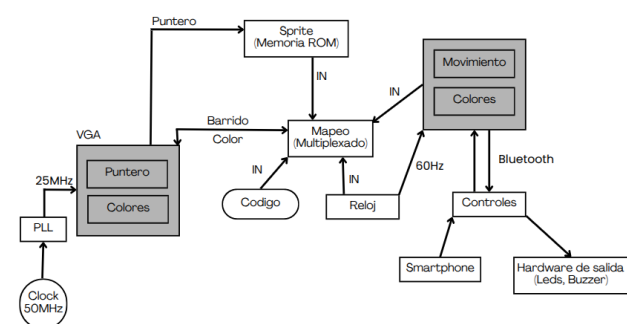 Puntero
Sprite
(Memoria ROM)
Movimiento
Colores
IN
IN
Barrido
Color
Mapeo
(Multiplexado)
VGA
Puntero
Colores
25MHz
PLL
Clock
50MHz
IN
Codigo
IN
Reloj
60Hz
Bluetooth
Controles
Smartphone
Hardware de salida
(Leds, Buzzer)